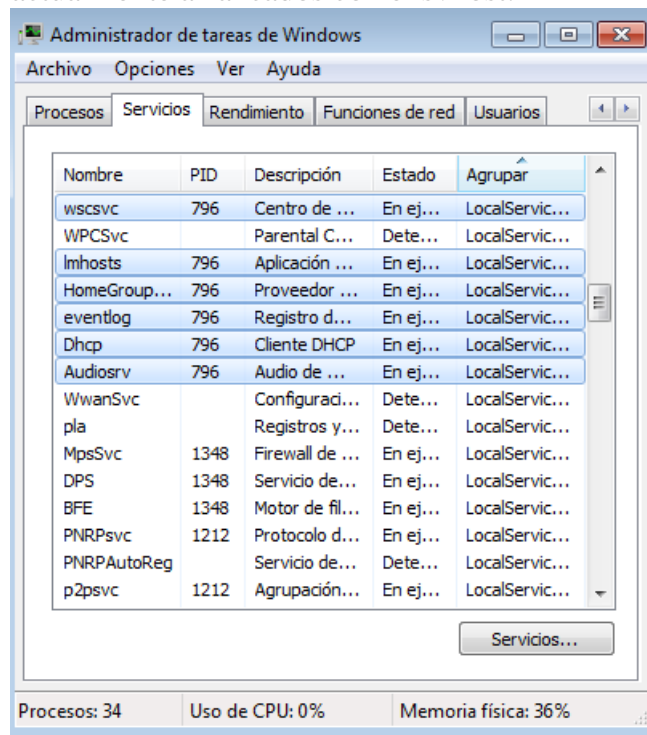 Administrador de tareas de Windows
Archivo Opciones Ver Ayuda
Procesos Servicios Rendimiento Funciones de red Usuarios
Nombre PID Descripción Estado Agrupar
wscsvc 796 Centro de ... En ej... LocalServic...
WPCSvc Parental C... Dete... LocalServic...
lmhosts 796 Aplicación ... En ej... LocalServic...
HomeGroup... 796 Proveedor ... En ej... LocalServic...
eventlog 796 Registro d... En ej... LocalServic...
Dhcp 796 Cliente DHCP En ej... LocalServic...
Audiosrv 796 Audio de ... En ej... LocalServic...
WwanSvc Configuraci... Dete... LocalServic...
pla Registros y... Dete... LocalServic...
MpsSvc 1348 Firewall de ... En ej... LocalServic...
DPS 1348 Servicio de... En ej... LocalServic...
BFE 1348 Motor de fil... En ej... LocalServic...
PNRPsvc 1212 Protocolo d... En ej... LocalServic...
PNRPAutoReg Servicio de... Dete... LocalServic...
p2psvc 1212 Agrupación... En ej... LocalServic...
Servicios...
Procesos: 34 Uso de CPU: 0% Memoria física: 36%